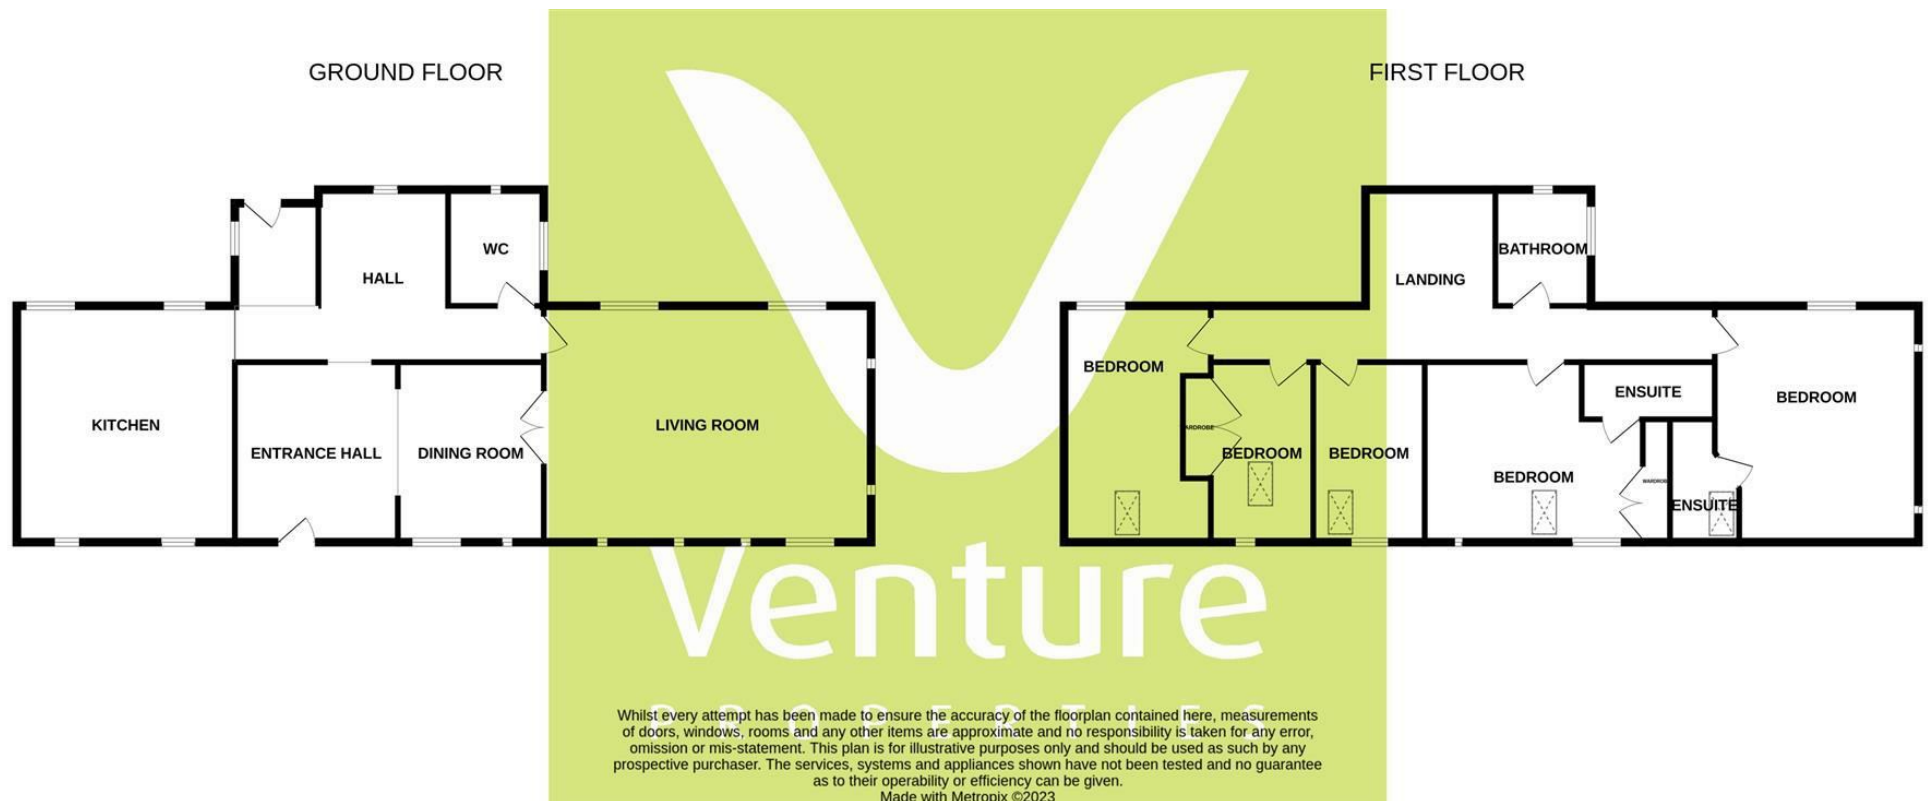 GROUND FLOOR
FIRST FLOOR
WC
HALL
KITCHEN
ENTRANCE HALL
DINING ROOM
LIVING ROOM
BATHROOM
LANDING
BEDROOM
ENSUITE
BEDROOM
ARDROBE
BEDROOM
BEDROOM
BEDROOM
WARDROBE
ENSUITE
Venture
PROPERTIES
Whilst every attempt has been made to ensure the accuracy of the floorplan contained here, measurements
of doors, windows, rooms and any other items are approximate and no responsibility is taken for any error,
omission or mis-statement. This plan is for illustrative purposes only and should be used as such by any
prospective purchaser. The services, systems and appliances shown have not been tested and no guarantee
as to their operability or efficiency can be given.
Made with Metropix ©2023